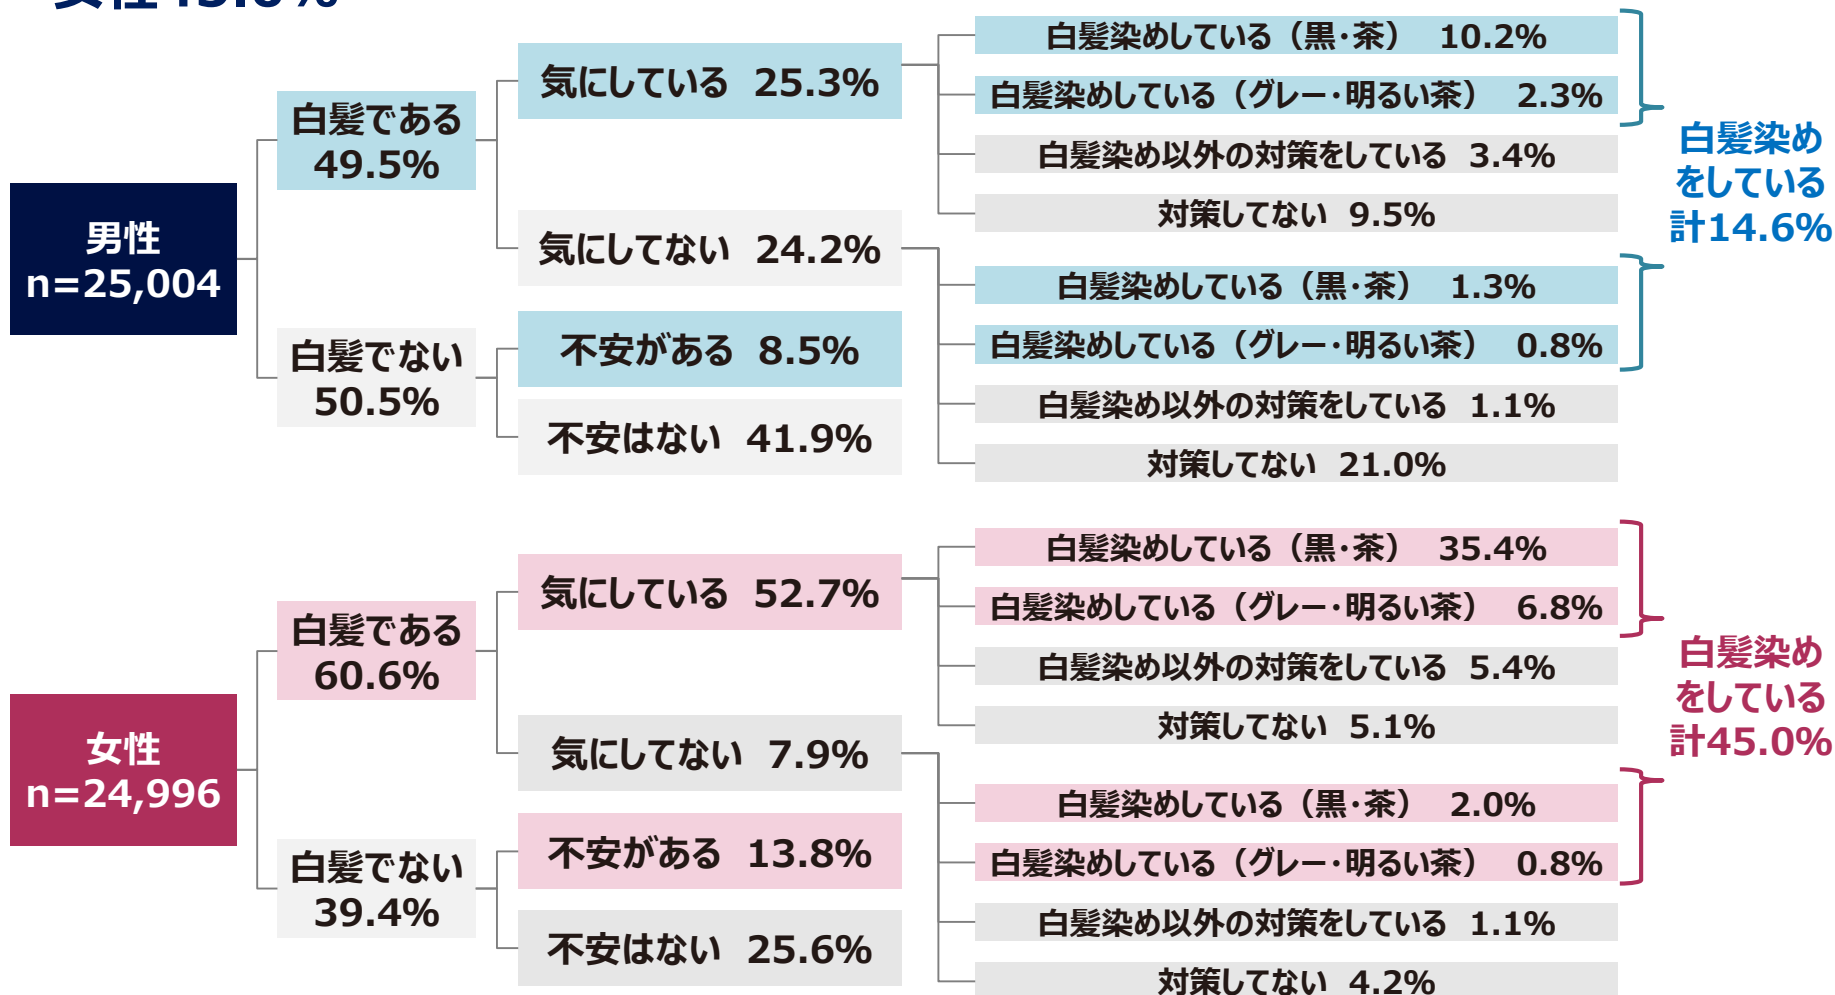 女性45.0%
男性
n=25,004
白髪である
49.5%
気にしている 25.3%
白髪染めしている（黒・茶） 10.2%
白髪染めしている（グレー・明るい茶） 2.3%
白髪染め以外の対策をしている 3.4%
対策してない 9.5%
気にしてない 24.2%
白髪染めしている（黒・茶） 1.3%
白髪染めしている（グレー・明るい茶） 0.8%
白髪染め以外の対策をしている 1.1%
対策してない 21.0%
白髪でない
50.5%
不安がある 8.5%
不安はない 41.9%
白髪染め
をしている
計14.6%
女性
n=24,996
白髪である
60.6%
気にしている 52.7%
白髪染めしている（黒・茶） 35.4%
白髪染めしている（グレー・明るい茶） 6.8%
白髪染め以外の対策をしている 5.4%
対策してない 5.1%
気にしてない 7.9%
白髪染めしている（黒・茶） 2.0%
白髪染めしている（グレー・明るい茶） 0.8%
白髪染め以外の対策をしている 1.1%
対策してない 4.2%
白髪でない
39.4%
不安がある 13.8%
不安はない 25.6%
白髪染め
をしている
計45.0%